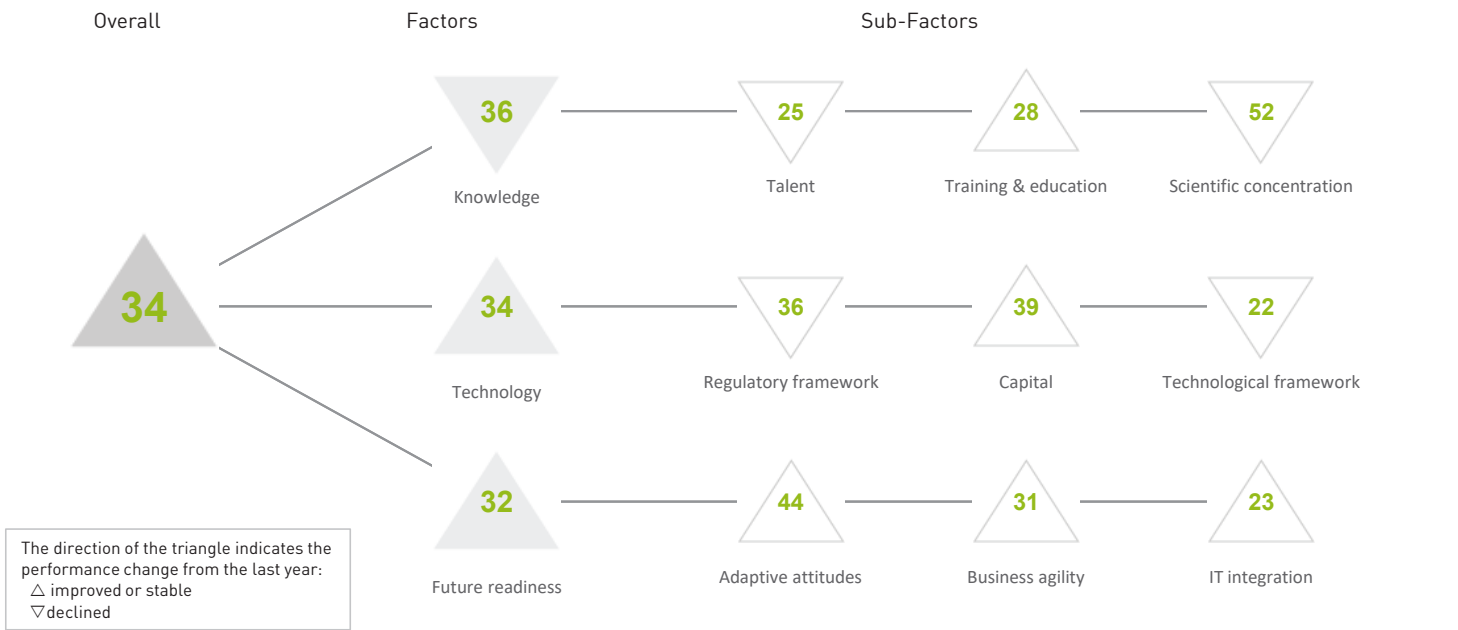 Overall
Factors
Sub-Factors
36
25
28
52
Knowledge
Talent
Training & education
Scientific concentration
34
34
36
39
22
Technology
Regulatory framework
Capital
Technological framework
32
44
31
23
Future readiness
Adaptive attitudes
Business agility
IT integration
The direction of the triangle indicates the
performance change from the last year:
△ improved or stable
▽ declined